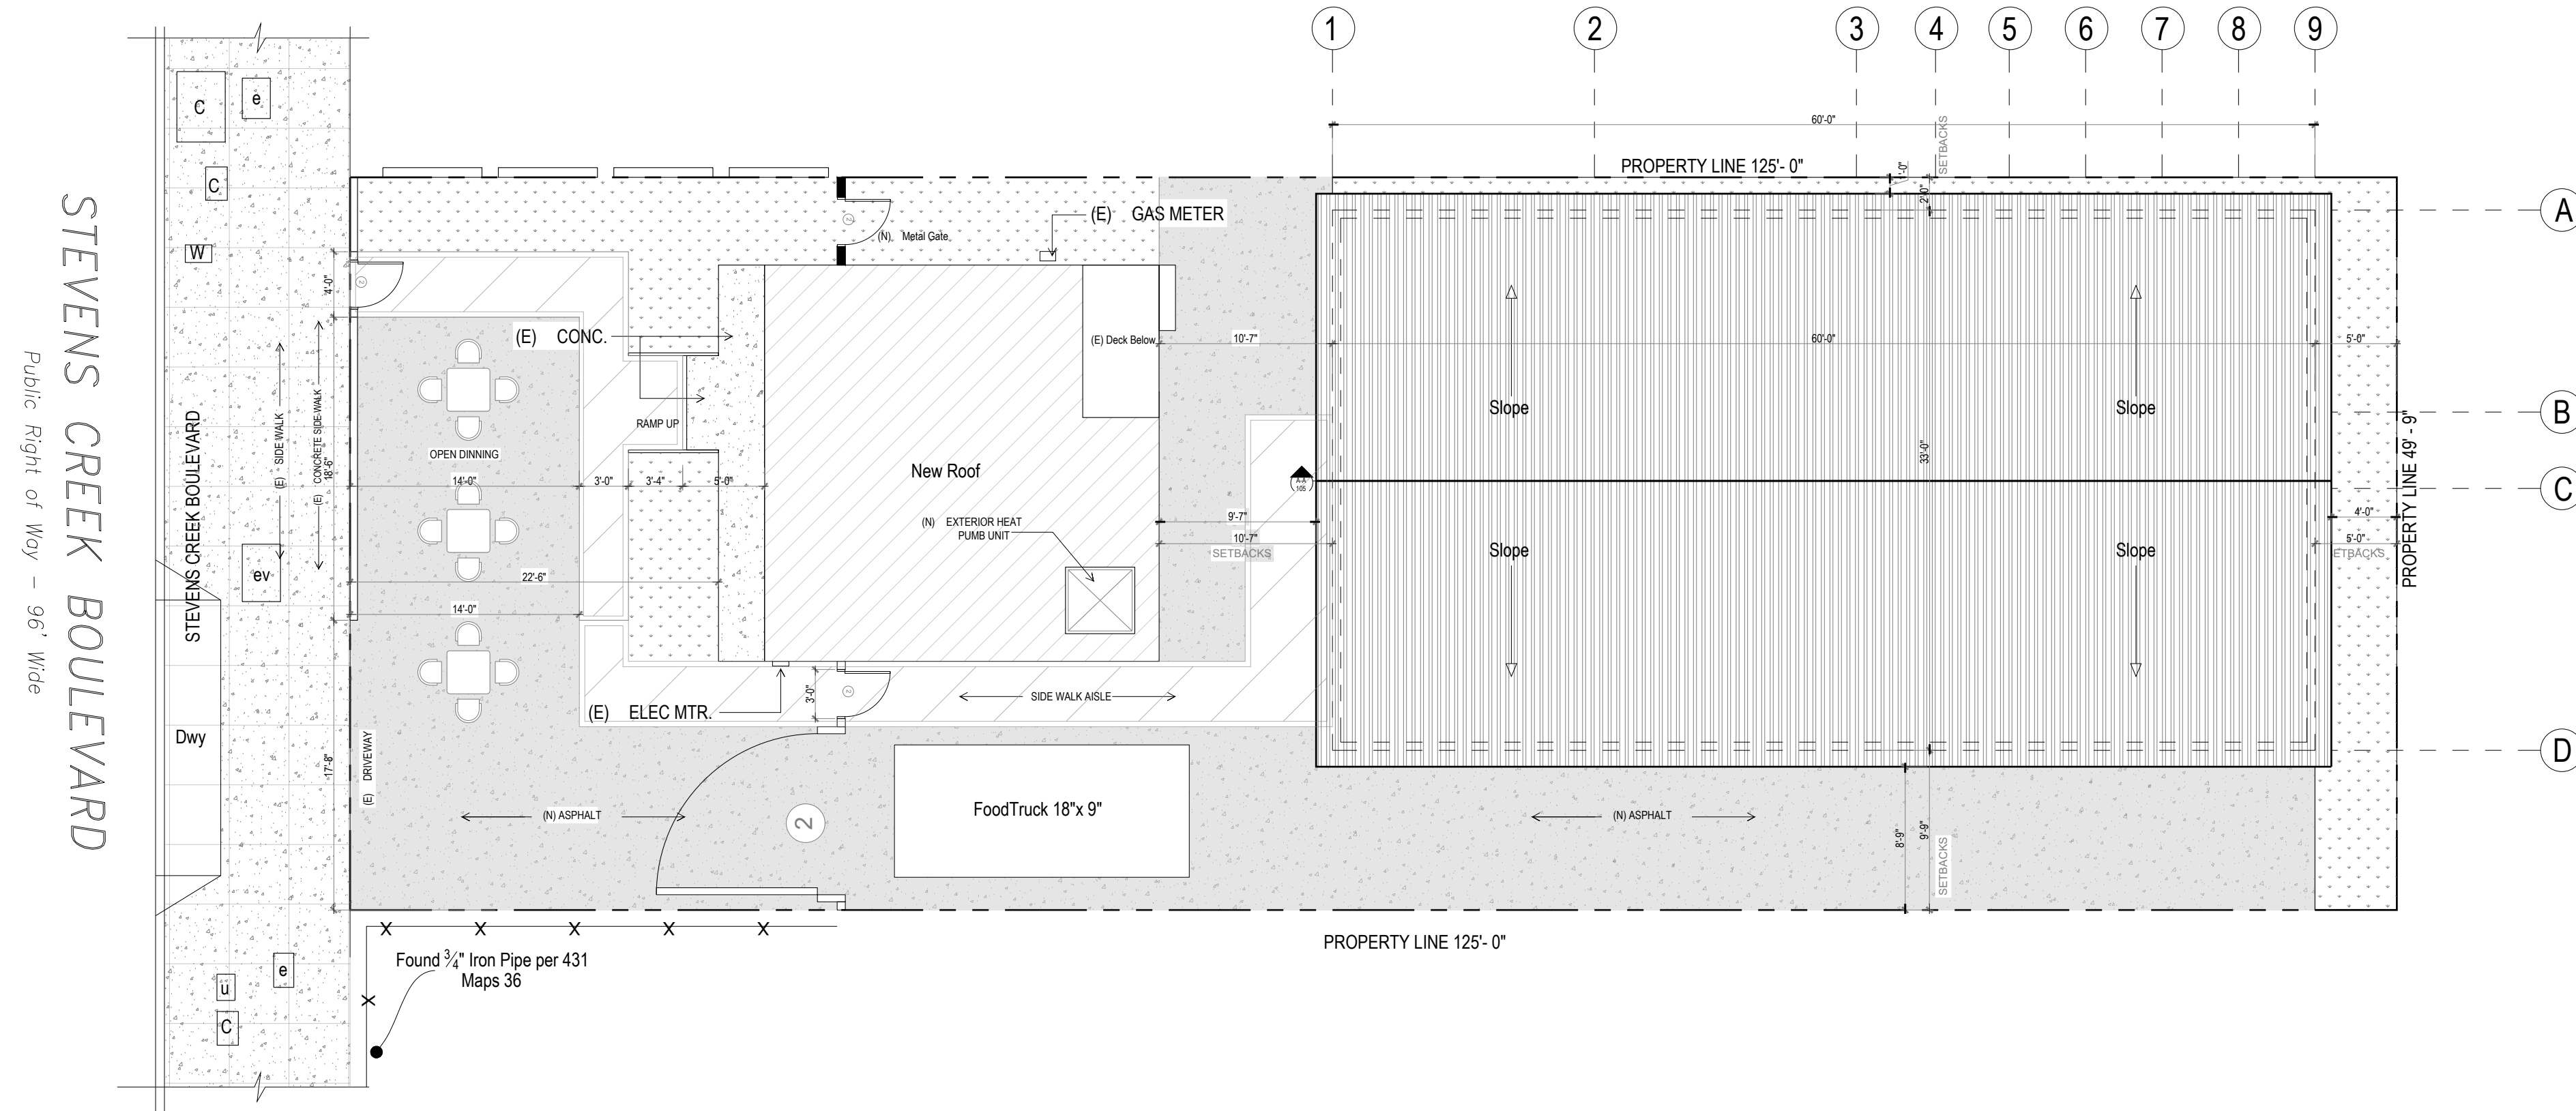 1 2 3 4 5 6 7 8 9
60'-0"
SETBACKS
PROPERTY LINE 125'- 0"
1'-0"
2'-0"
A
B
C
D
C
e
C
W
ev
Dwy
e
u
C
STEVENS CREEK BOULEVARD
Public Right of Way – 96' Wide
STEVENS CREEK BOULEVARD
(E) SIDE WALK
(E) CONCRETE SIDE-WALK
4'-0"
18'-6"
17'-8"
(E) DRIVEWAY
2
2
(N) Metal Gate
(E) GAS METER
(E) CONC.
RAMP UP
OPEN DINNING
14'-0"
3'-0"
3'-4"
5'-0"
22'-6"
14'-0"
(E) Deck Below
New Roof
(N) EXTERIOR HEAT
PUMB UNIT
10'-7"
9'-7"
10'-7"
SETBACKS
A-A
105
60'-0"
5'-0"
Slope
Slope
Slope
Slope
33'-0"
4'-0"
5'-0"
ETBACKS
PROPERTY LINE 49' - 9"
(E) ELEC MTR.
3'-0"
2
SIDE WALK AISLE
(N) ASPHALT
2
FoodTruck 18"x 9"
(N) ASPHALT
8'-9"
9'-9"
SETBACKS
PROPERTY LINE 125'- 0"
X X X X X
X
Found 3/4" Iron Pipe per 431
Maps 36